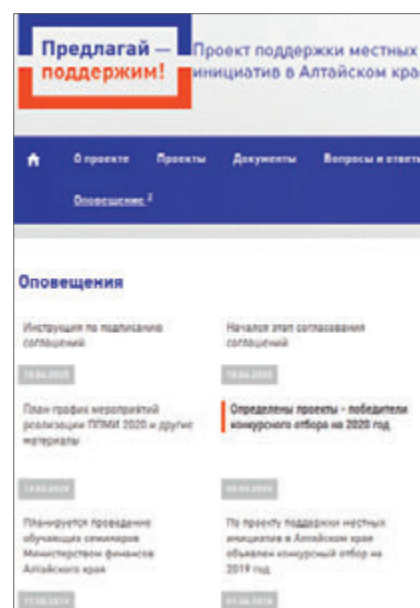 Предлагай —
поддержим!
Проект поддержки местных
инициатив в Алтайском кра
О проекте Проекты Документы Вопросы и ответы
Оповещение 2
Оповещения
Инструкция по подписанию
соглашений
Начался этап согласования
соглашений
План-график мероприятий
реализации ППМИ 2020 и другие
материалы
Определены проекты - победители
конкурсного отбора на 2020 год
Планируется проведение
обучающих семинаров
Министерством финансов
Алтайского края
По проекту поддержки местных
инициатив в Алтайском крае
объявлен конкурсный отбор на
2019 год